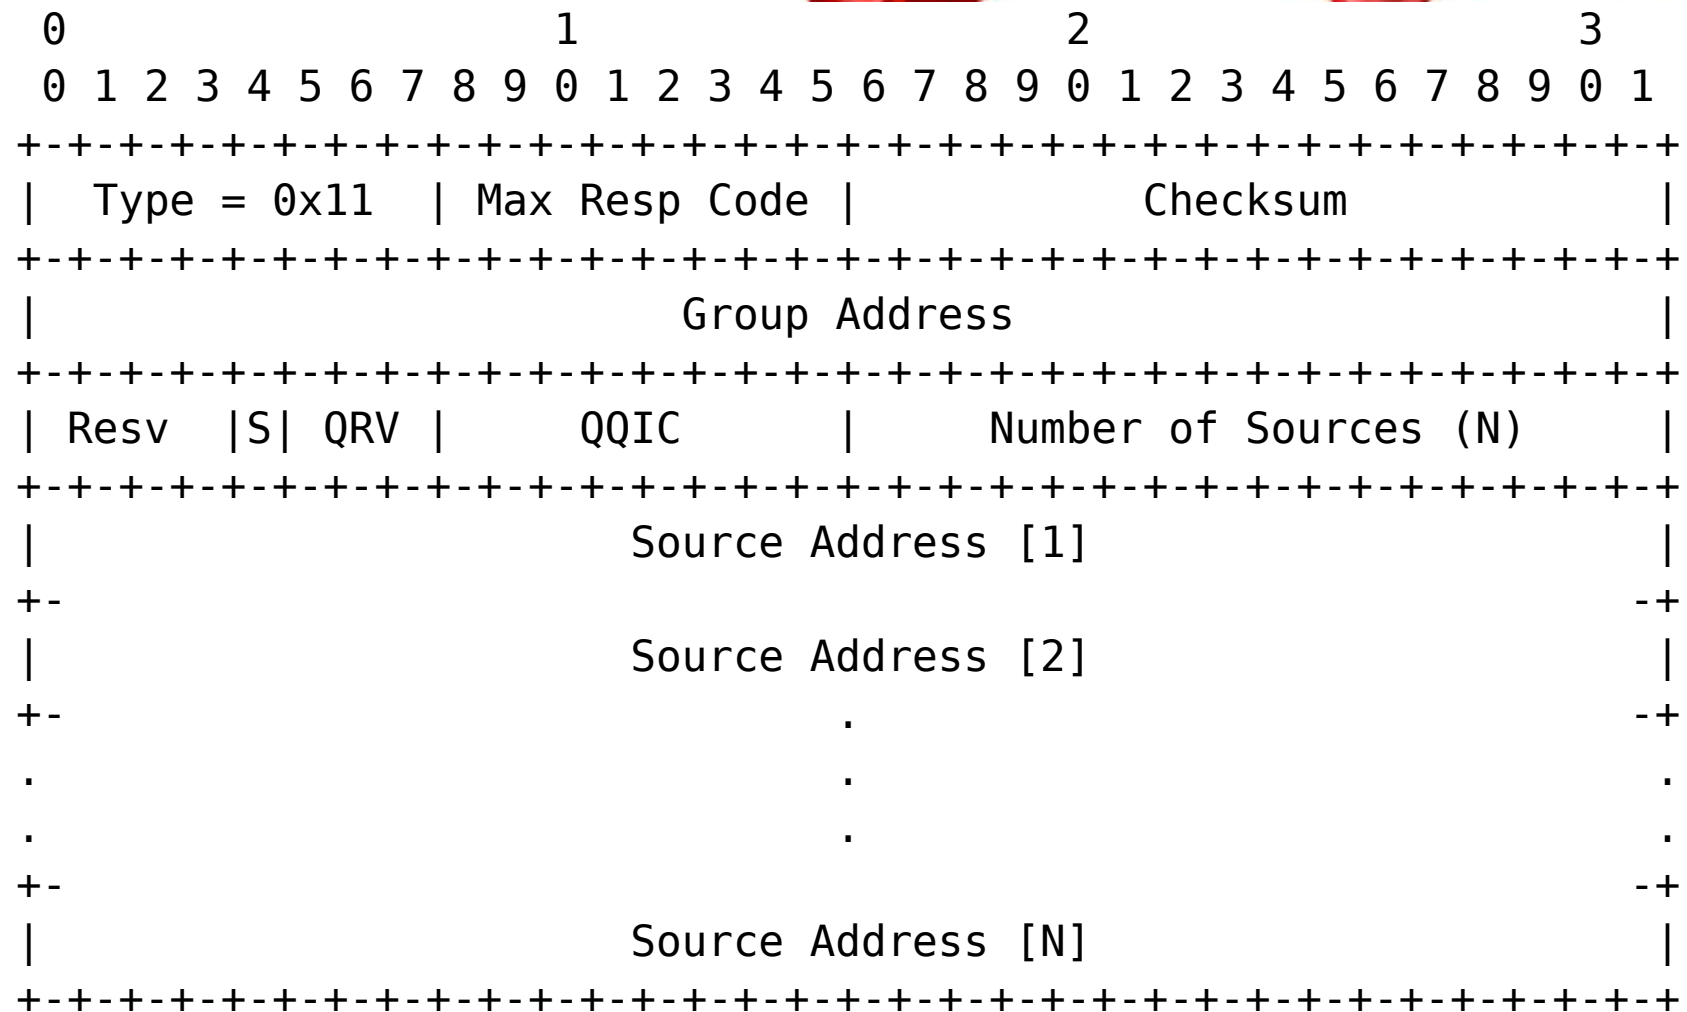 0                   1                   2                   3
 0 1 2 3 4 5 6 7 8 9 0 1 2 3 4 5 6 7 8 9 0 1 2 3 4 5 6 7 8 9 0 1
+-+-+-+-+-+-+-+-+-+-+-+-+-+-+-+-+-+-+-+-+-+-+-+-+-+-+-+-+-+-+-+-+
|  Type = 0x11  | Max Resp Code |           Checksum            |
+-+-+-+-+-+-+-+-+-+-+-+-+-+-+-+-+-+-+-+-+-+-+-+-+-+-+-+-+-+-+-+-+
|                         Group Address                         |
+-+-+-+-+-+-+-+-+-+-+-+-+-+-+-+-+-+-+-+-+-+-+-+-+-+-+-+-+-+-+-+-+
| Resv  |S| QRV |     QQIC      |     Number of Sources (N)     |
+-+-+-+-+-+-+-+-+-+-+-+-+-+-+-+-+-+-+-+-+-+-+-+-+-+-+-+-+-+-+-+-+
|                       Source Address [1]                      |
+-                                                             -+
|                       Source Address [2]                      |
+-                              .                              -+
.                               .                               .
.                               .                               .
+-                                                             -+
|                       Source Address [N]                      |
+-+-+-+-+-+-+-+-+-+-+-+-+-+-+-+-+-+-+-+-+-+-+-+-+-+-+-+-+-+-+-+-+